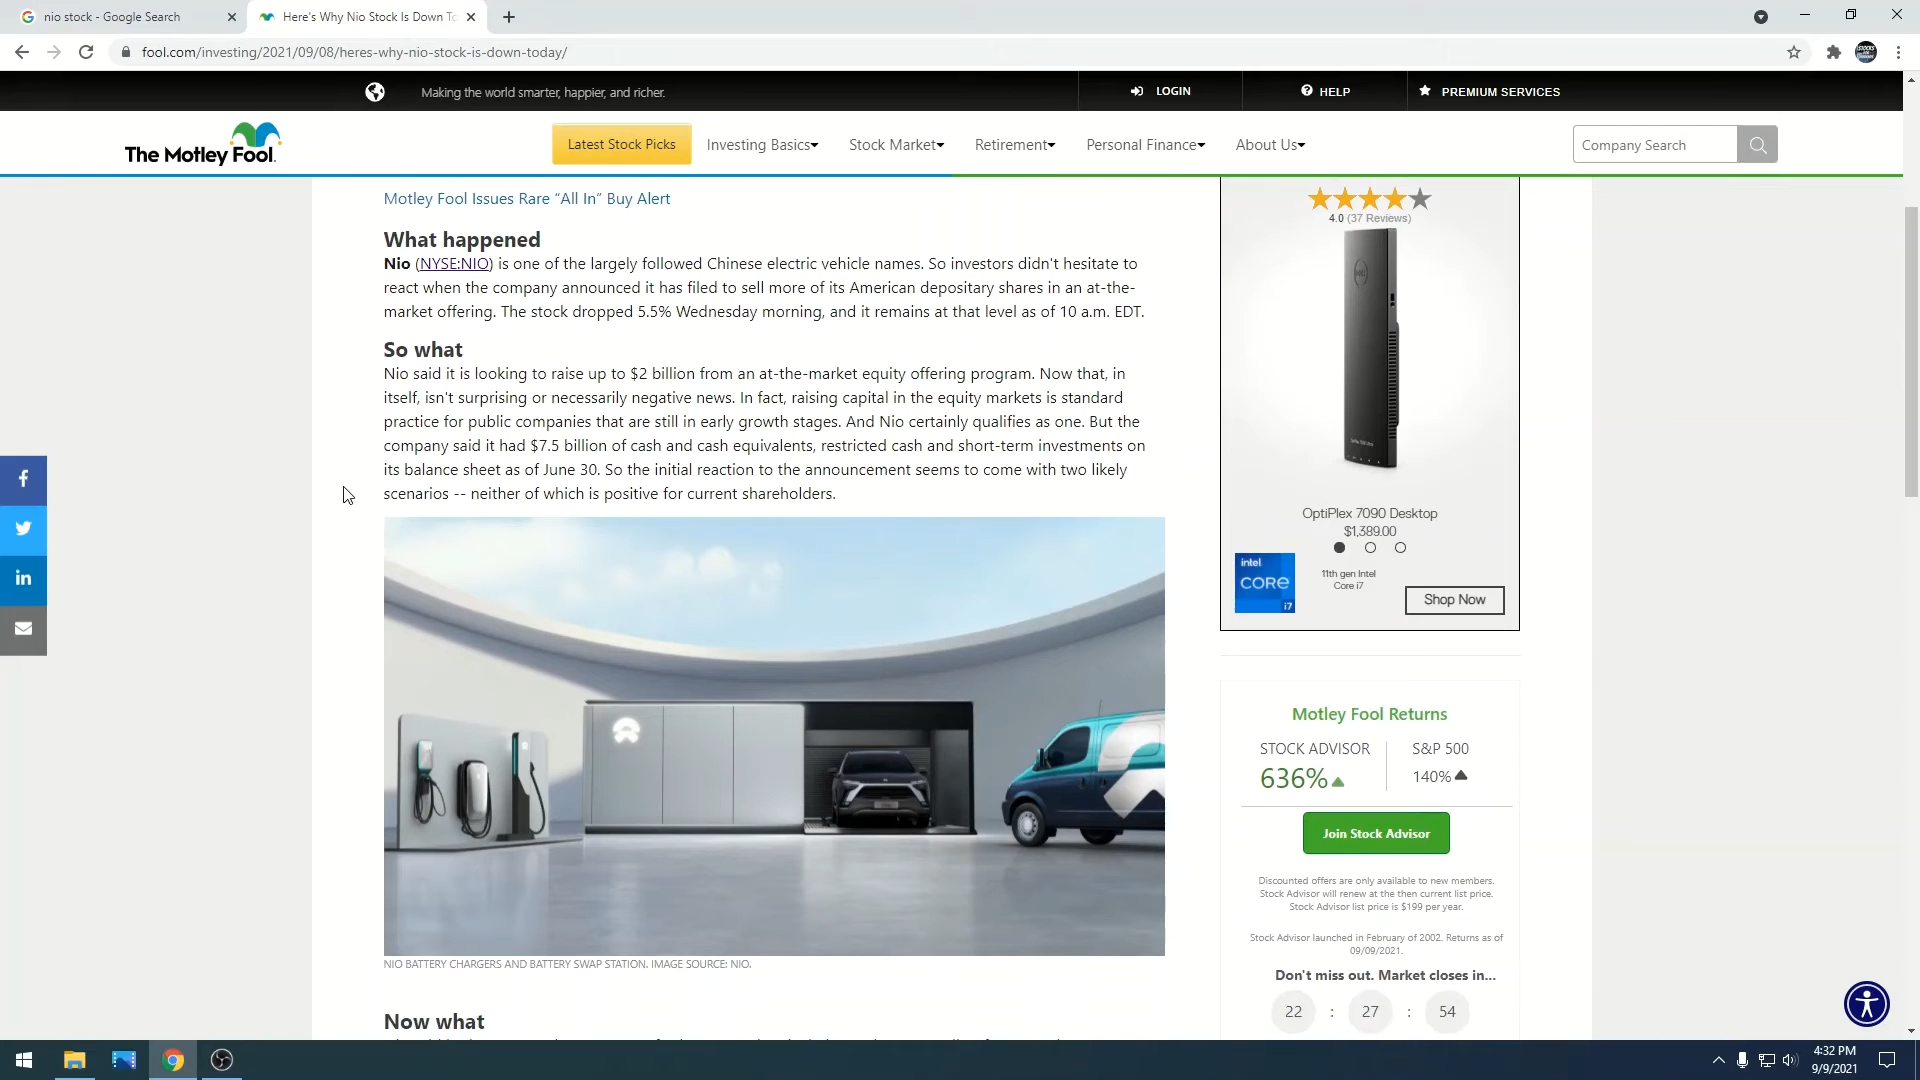 nio stock - Google Search
Here's Why Nio Stock Is Down To
fool.com/investing/2021/09/08/heres-why-nio-stock-is-down-today/
Making the world smarter, happier, and richer.
LOGIN
HELP
PREMIUM SERVICES
The Motley Fool.
Latest Stock Picks
Investing Basics
Stock Market
Retirement
Personal Finance
About Us
Company Search
Motley Fool Issues Rare “All In” Buy Alert
What happened
Nio (NYSE:NIO) is one of the largely followed Chinese electric vehicle names. So investors didn't hesitate to
react when the company announced it has filed to sell more of its American depositary shares in an at-the-
market offering. The stock dropped 5.5% Wednesday morning, and it remains at that level as of 10 a.m. EDT.
So what
Nio said it is looking to raise up to $2 billion from an at-the-market equity offering program. Now that, in
itself, isn't surprising or necessarily negative news. In fact, raising capital in the equity markets is standard
practice for public companies that are still in early growth stages. And Nio certainly qualifies as one. But the
company said it had $7.5 billion of cash and cash equivalents, restricted cash and short-term investments on
its balance sheet as of June 30. So the initial reaction to the announcement seems to come with two likely
scenarios -- neither of which is positive for current shareholders.
NIO BATTERY CHARGERS AND BATTERY SWAP STATION. IMAGE SOURCE: NIO.
Now what
4.0 (37 Reviews)
OptiPlex 7090 Desktop
$1,389.00
intel.
CORE
i7
11th gen Intel
Core i7
Shop Now
Motley Fool Returns
STOCK ADVISOR
S&P 500
636%
140%
Join Stock Advisor
Discounted offers are only available to new members.
Stock Advisor will renew at the then current list price.
Stock Advisor list price is $199 per year.
Stock Advisor launched in February of 2002. Returns as of
09/09/2021.
Don't miss out. Market closes in...
22 : 27 : 54
4:32 PM
9/9/2021